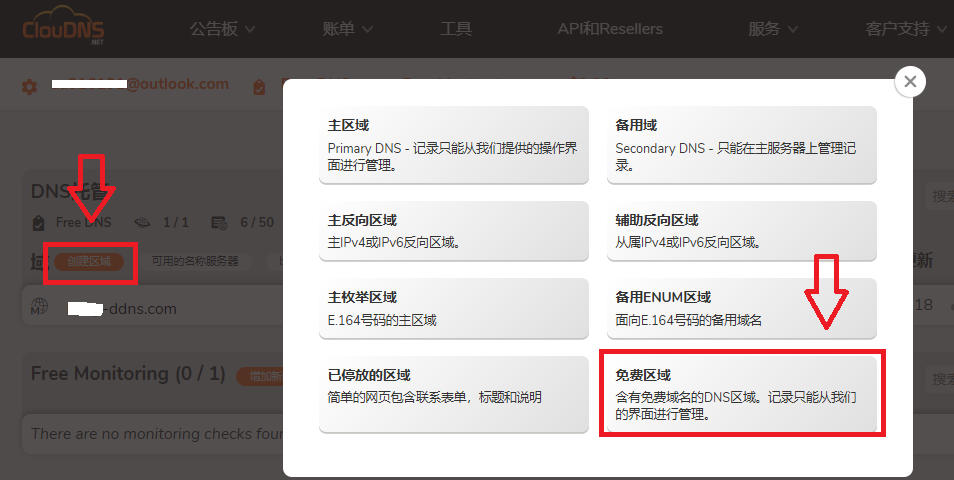 ClouDNS
.NET
公告板
账单
工具
API和Resellers
服务
客户支持
@outlook.com
主区域
Primary DNS - 记录只能从我们提供的操作界
面进行管理。
备用域
Secondary DNS - 只能在主服务器上管理记
录。
DNS托管
Free DNS
1 / 1
6 / 50
搜索
主反向区域
主IPv4或IPv6反向区域。
辅助反向区域
从属IPv4或IPv6反向区域。
域
创建区域
可用的名称服务器
更新
M
-ddns.com
18
主枚举区域
E.164号码的主区域
备用ENUM区域
面向E.164号码的备用域名
Free Monitoring (0 / 1)
增加新
搜索
已停放的区域
简单的网页包含联系表单，标题和说明
免费区域
含有免费域名的DNS区域。记录只能从我们
的界面进行管理。
There are no monitoring checks foun